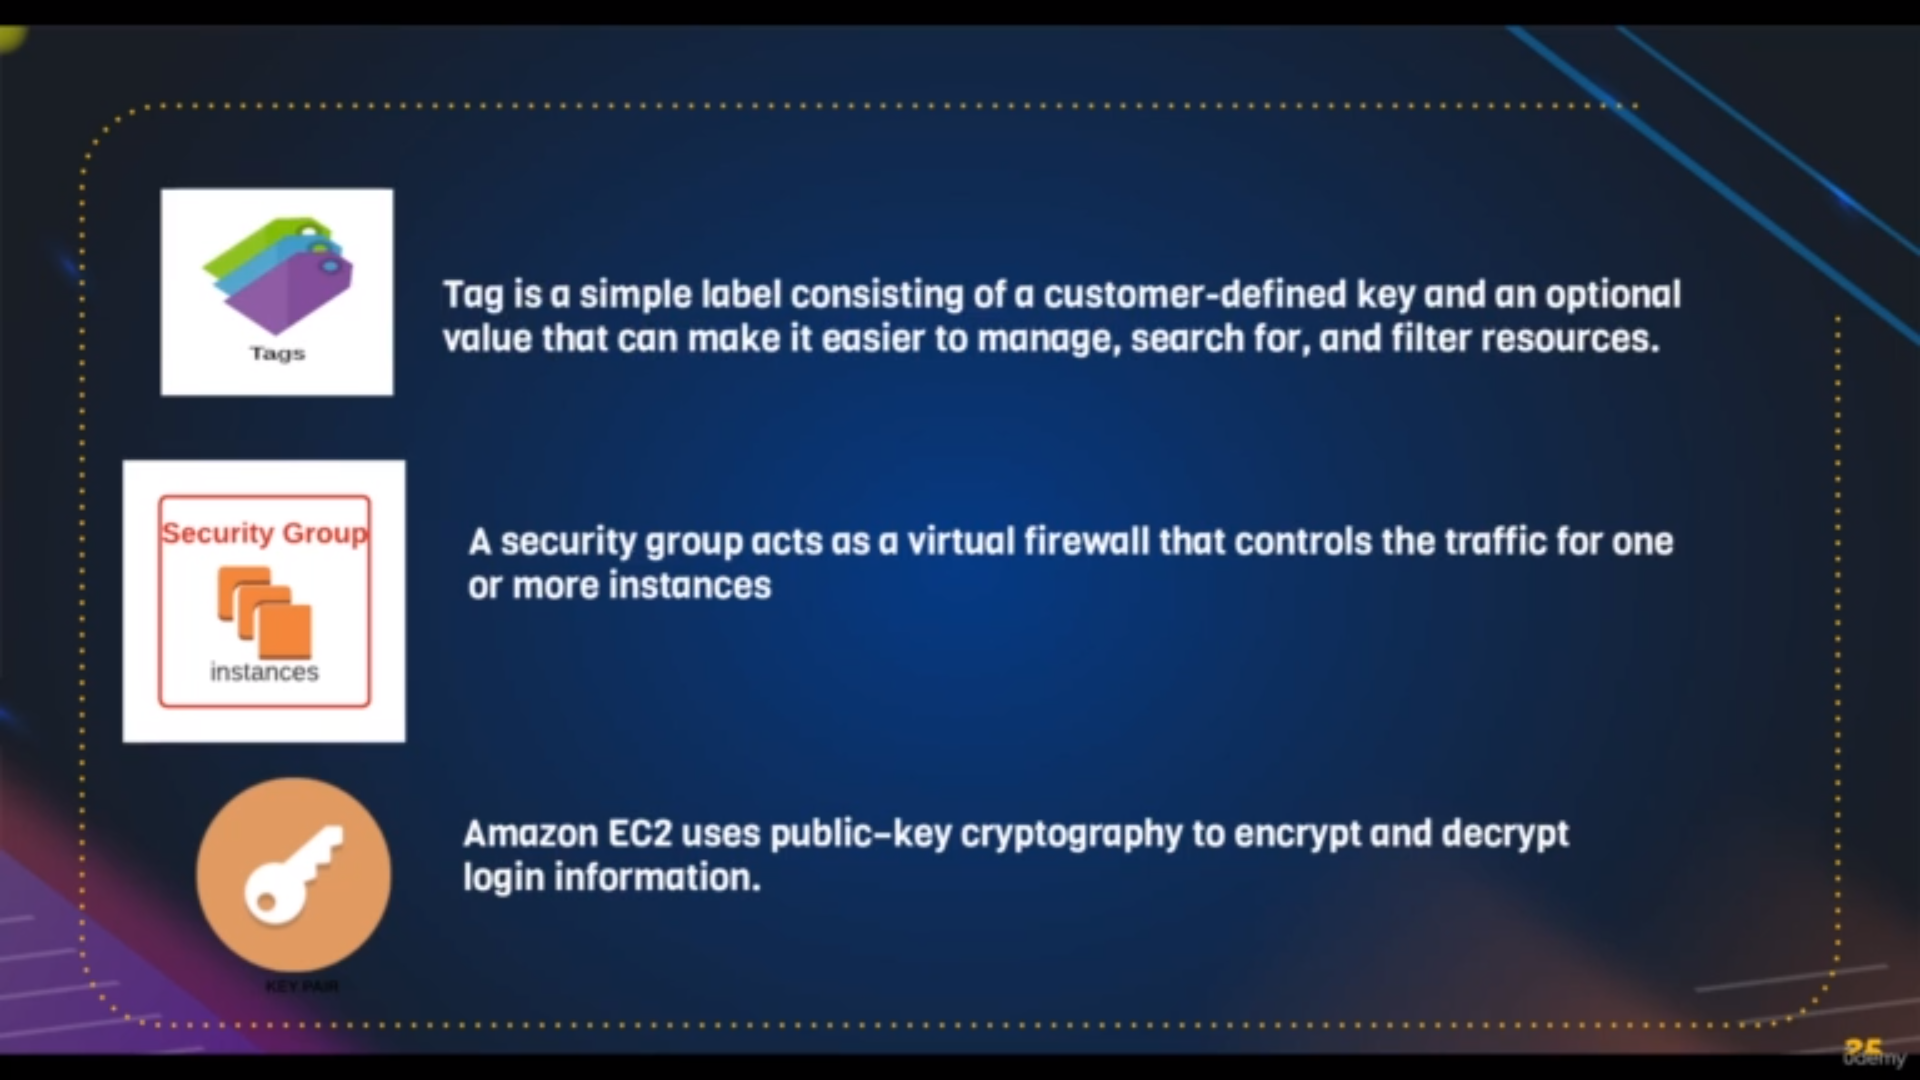 Tags
Tag is a simple label consisting of a customer-defined key and an optional
value that can make it easier to manage, search for, and filter resources.
Security Group
instances
A security group acts as a virtual firewall that controls the traffic for one
or more instances
KEY PAIR
Amazon EC2 uses public-key cryptography to encrypt and decrypt
login information.
25
udemy